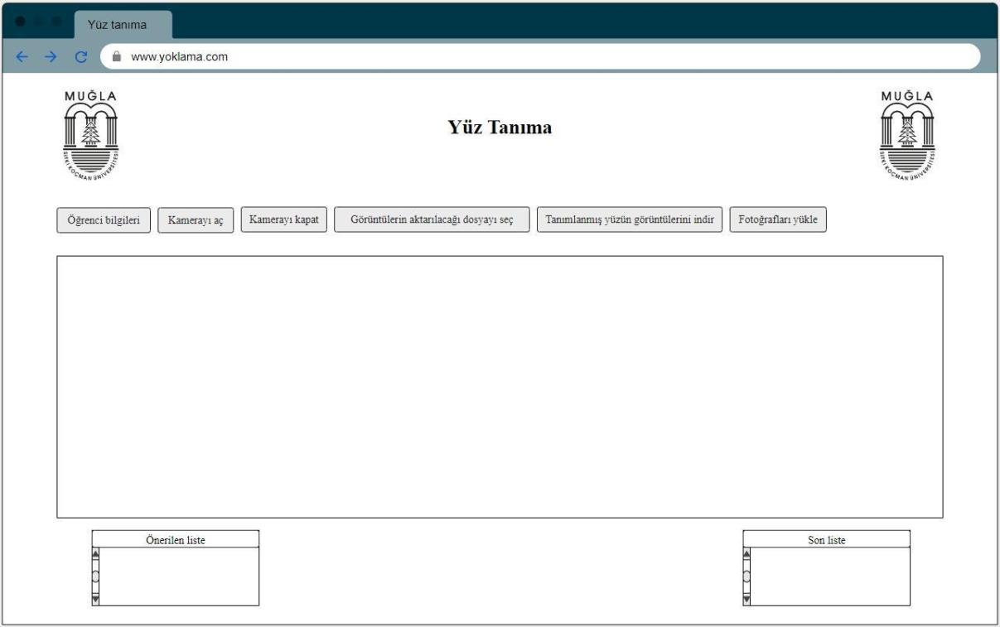 Yüz tanıma
www.yoklama.com
MUĞLA
SITKI KOÇMAN ÜNİVERSİTESİ
Yüz Tanıma
MUĞLA
SITKI KOÇMAN ÜNİVERSİTESİ
Öğrenci bilgileri
Kamerayı aç
Kamerayı kapat
Görüntülerin aktarılacağı dosyayı seç
Tanımlanmış yüzün görüntülerini indir
Fotoğrafları yükle
Önerilen liste
Son liste